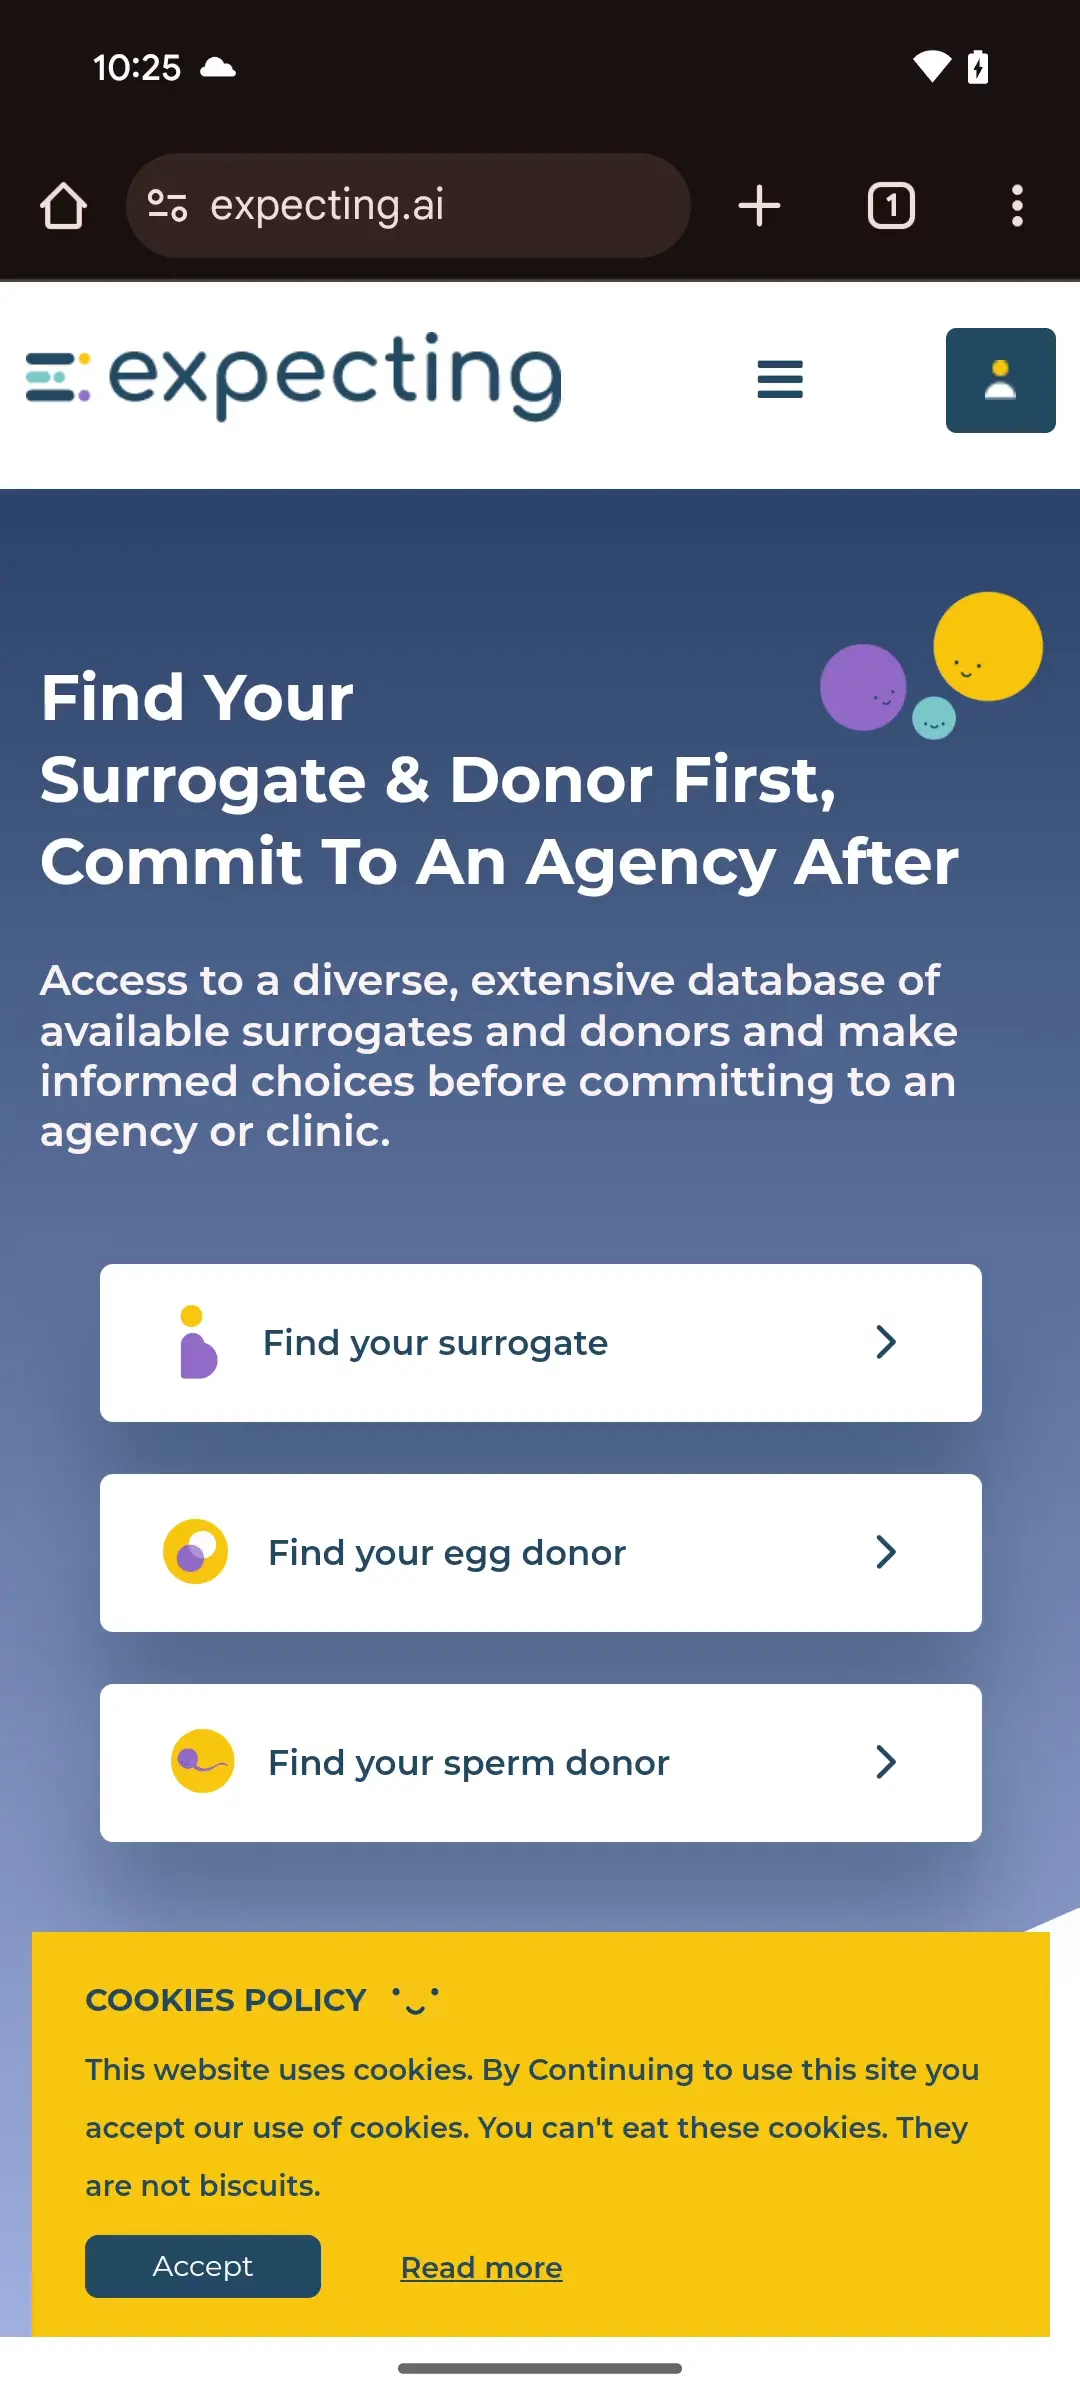 10:25
expecting.ai
1
expecting
Find Your
Surrogate & Donor First,
Commit To An Agency After
Access to a diverse, extensive database of
available surrogates and donors and make
informed choices before committing to an
agency or clinic.
Find your surrogate
Find your egg donor
Find your sperm donor
COOKIES POLICY
This website uses cookies. By Continuing to use this site you
accept our use of cookies. You can't eat these cookies. They
are not biscuits.
Accept
Read more